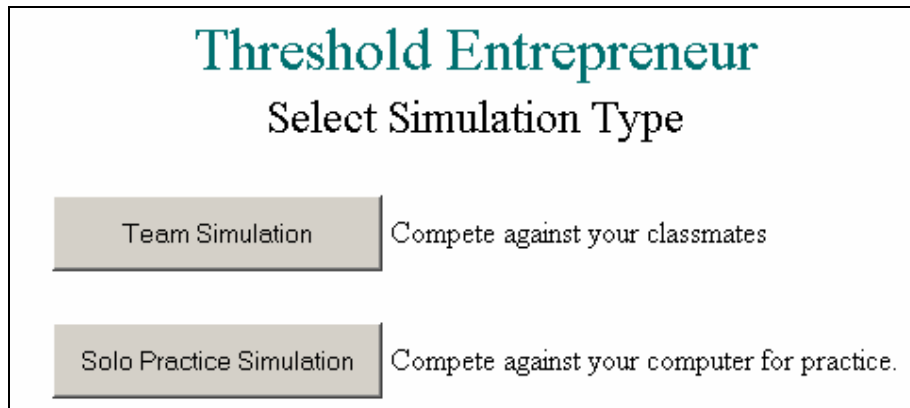 Threshold Entrepreneur
Select Simulation Type
Team Simulation Compete against your classmates
Solo Practice Simulation Compete against your computer for practice.